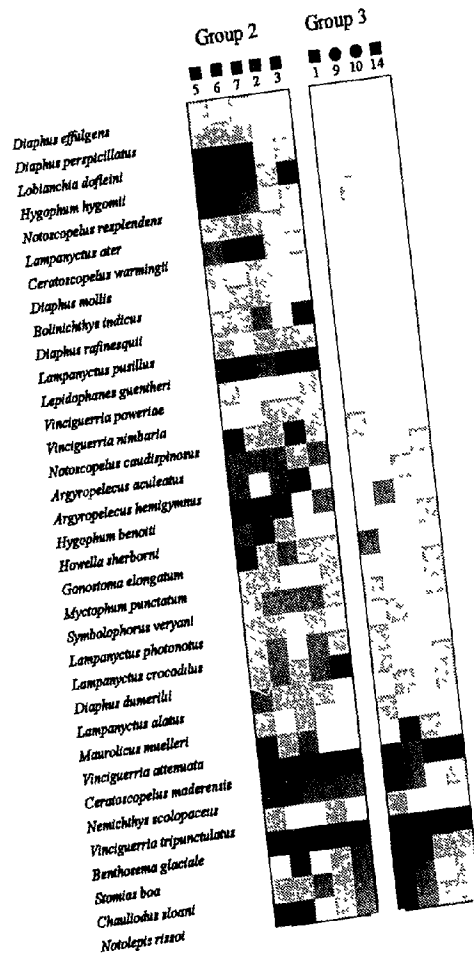 Group 2
Group 3
5 6 7 2 3
1 9 10 14
Diaphus effulgens
Diaphus perspicillatus
Lobianchia dofleini
Hygophum hygomii
Notoscopelus resplendens
Lampanyctus ater
Ceratoscopelus warmingii
Diaphus mollis
Bolinichthys indicus
Diaphus rafinesquii
Lampanyctus pusillus
Lepidophanes guentheri
Vinciguerria poweriae
Vinciguerria nimbaria
Notoscopelus caudispinosus
Argyropelecus aculeatus
Argyropelecus hemigymnus
Hygophum benoiti
Howella sherborni
Gonostoma elongatum
Myctophum punctatum
Symbolophorus veryani
Lampanyctus photonotus
Lampanyctus crocodilus
Diaphus dumerilii
Lampanyctus alatus
Maurolicus muelleri
Vinciguerria attenuata
Ceratoscopelus maderensis
Nemichthys scolopaceus
Vinciguerria tripunctulatus
Benthosema glaciale
Stomias boa
Chauliodus sloani
Notolepis rissoi